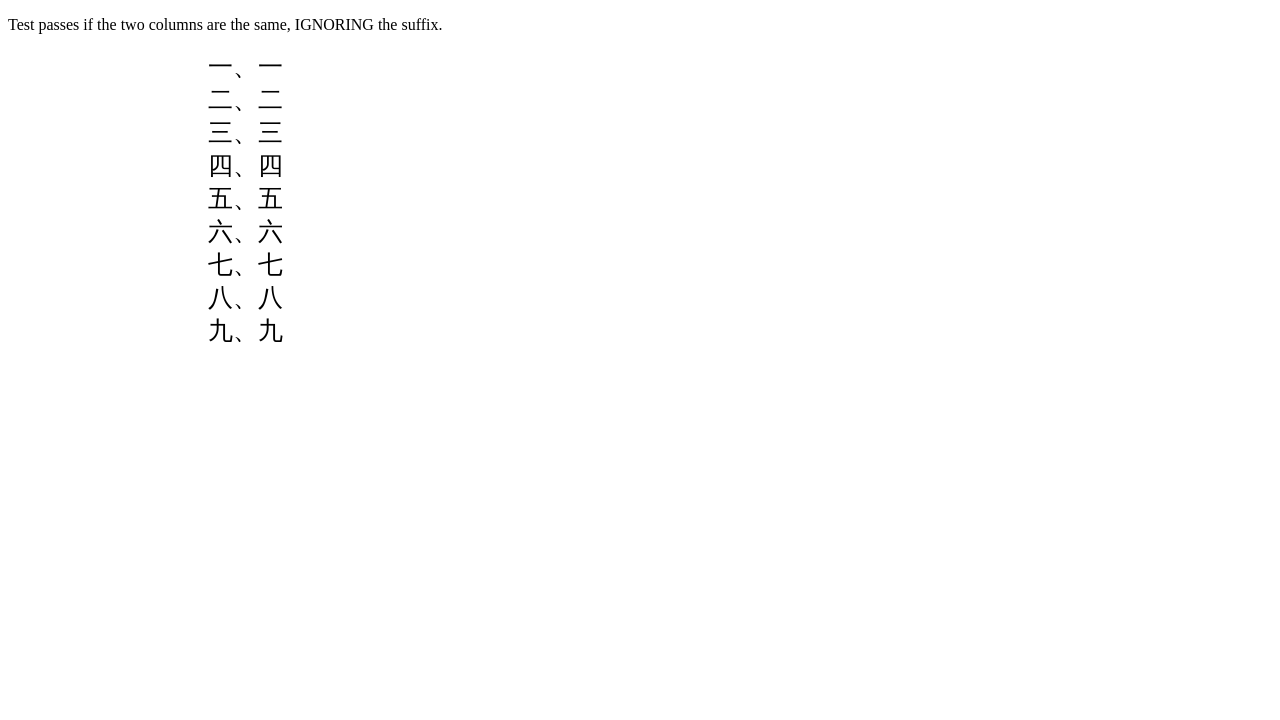 Test passes if the two columns are the same, IGNORING the suffix.
一、一
二、二
三、三
四、四
五、五
六、六
七、七
八、八
九、九